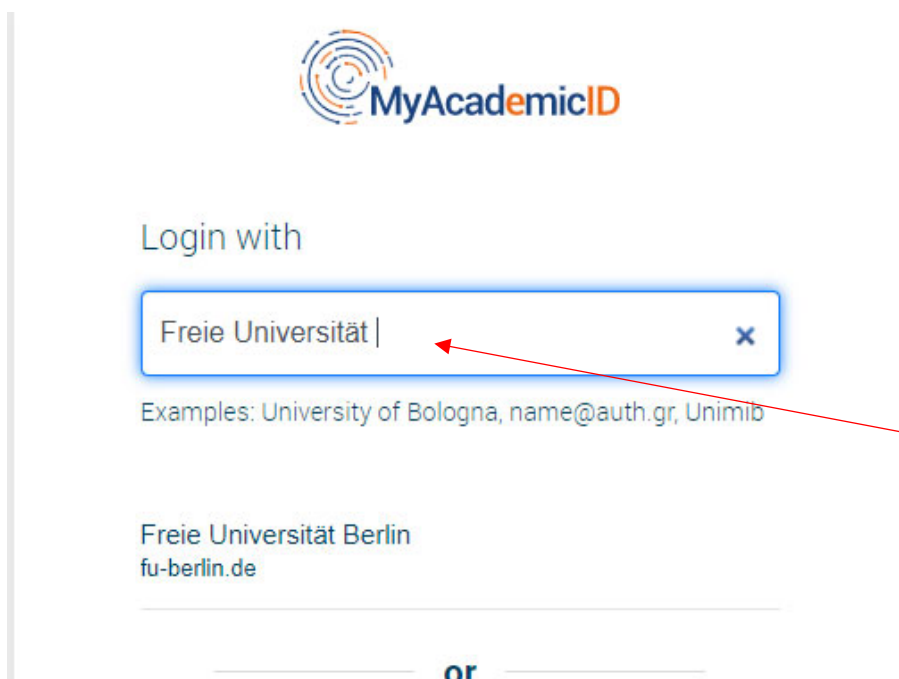 MyAcademicID
Login with
Freie Universität
Examples: University of Bologna, name@auth.gr, Unimib
Freie Universität Berlin
fu-berlin.de
or